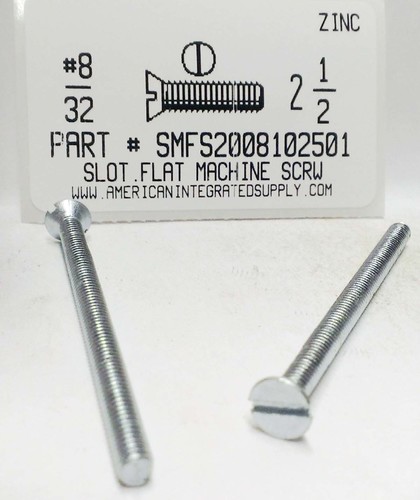 ZINC
#8
32
2 1
2
PART # SMFS2008102501
SLOT.FLAT MACHINE SCRW
WWW.AMERICANINTEGRATEDSUPPLY.COM